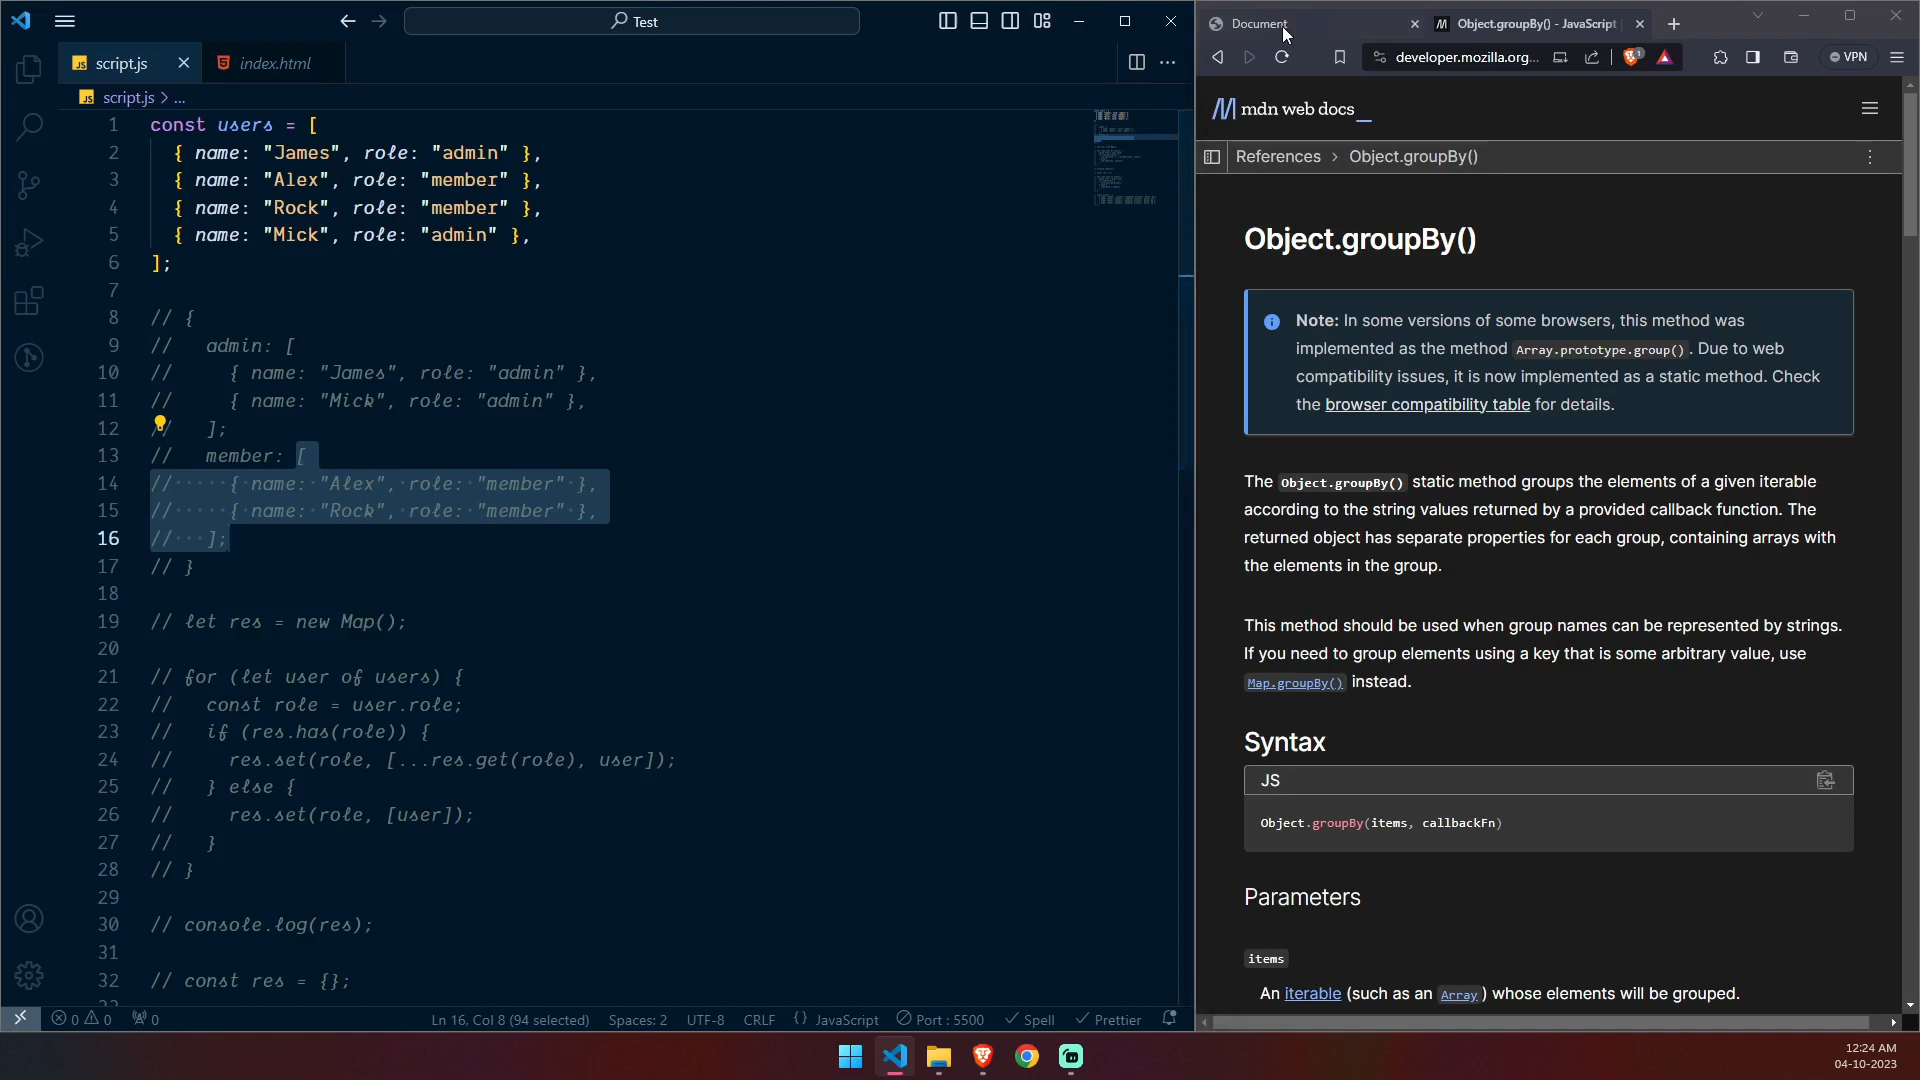 Test
script.js
index.html
script.js > ...
1 const users = [
2 { name: "James", role: "admin" },
3 { name: "Alex", role: "member" },
4 { name: "Rock", role: "member" },
5 { name: "Mick", role: "admin" },
6 ];
7
8 // {
9 // admin: [
10 // { name: "James", role: "admin" },
11 // { name: "Mick", role: "admin" },
12 // ];
13 // member: [
14 // { name: "Alex", role: "member" },
15 // { name: "Rock", role: "member" },
16 // ];
17 // }
18
19 // let res = new Map();
20
21 // for (let user of users) {
22 // const role = user.role;
23 // if (res.has(role)) {
24 // res.set(role, [...res.get(role), user]);
25 // } else {
26 // res.set(role, [user]);
27 // }
28 // }
29
30 // console.log(res);
31
32 // const res = {};
0 0 0 Ln 16, Col 8 (94 selected) Spaces: 2 UTF-8 CRLF {} JavaScript Port : 5500 Spell Prettier
Document
Object.groupBy() - JavaScript
developer.mozilla.org...
1
VPN
mdn web docs_
References > Object.groupBy()
Object.groupBy()
Note: In some versions of some browsers, this method was
implemented as the method Array.prototype.group(). Due to web
compatibility issues, it is now implemented as a static method. Check
the browser compatibility table for details.
The Object.groupBy() static method groups the elements of a given iterable
according to the string values returned by a provided callback function. The
returned object has separate properties for each group, containing arrays with
the elements in the group.
This method should be used when group names can be represented by strings.
If you need to group elements using a key that is some arbitrary value, use
Map.groupBy() instead.
Syntax
JS
Object.groupBy(items, callbackFn)
Parameters
items
An iterable (such as an Array) whose elements will be grouped.
12:24 AM
04-10-2023